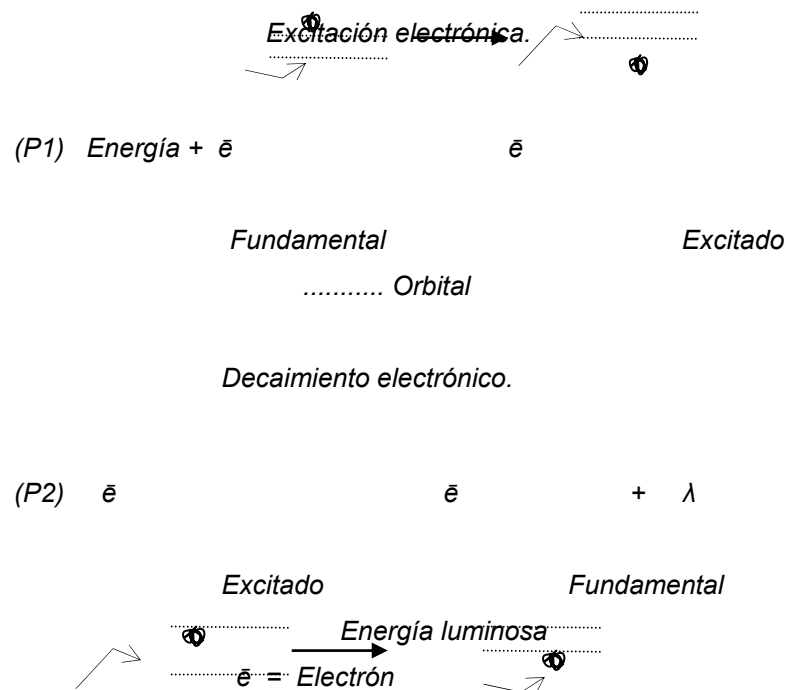 Excitación electrónica.
(P1) Energía + ē ē
Fundamental Excitado
........... Orbital
Decaimiento electrónico.
(P2) ē ē + λ
Excitado Fundamental
Energía luminosa
ē = Electrón